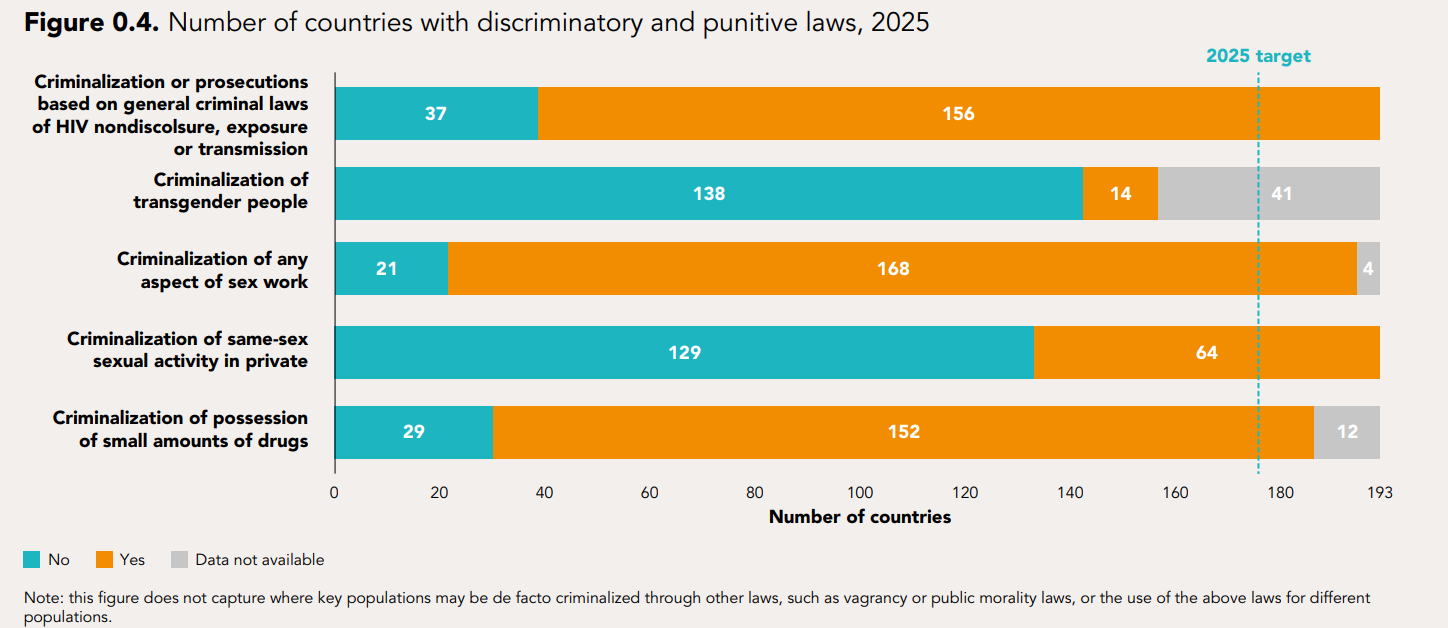 Figure 0.4. Number of countries with discriminatory and punitive laws, 2025
2025 target
Criminalization or prosecutions
based on general criminal laws
of HIV nondiscolsure, exposure
or transmission
37
156
Criminalization of
transgender people
138
14
41
Criminalization of any
aspect of sex work
21
168
4
Criminalization of same-sex
sexual activity in private
129
64
Criminalization of possession
of small amounts of drugs
29
152
12
0 20 40 60 80 100 120 140 160 180 193
Number of countries
No Yes Data not available
Note: this figure does not capture where key populations may be de facto criminalized through other laws, such as vagrancy or public morality laws, or the use of the above laws for different
populations.